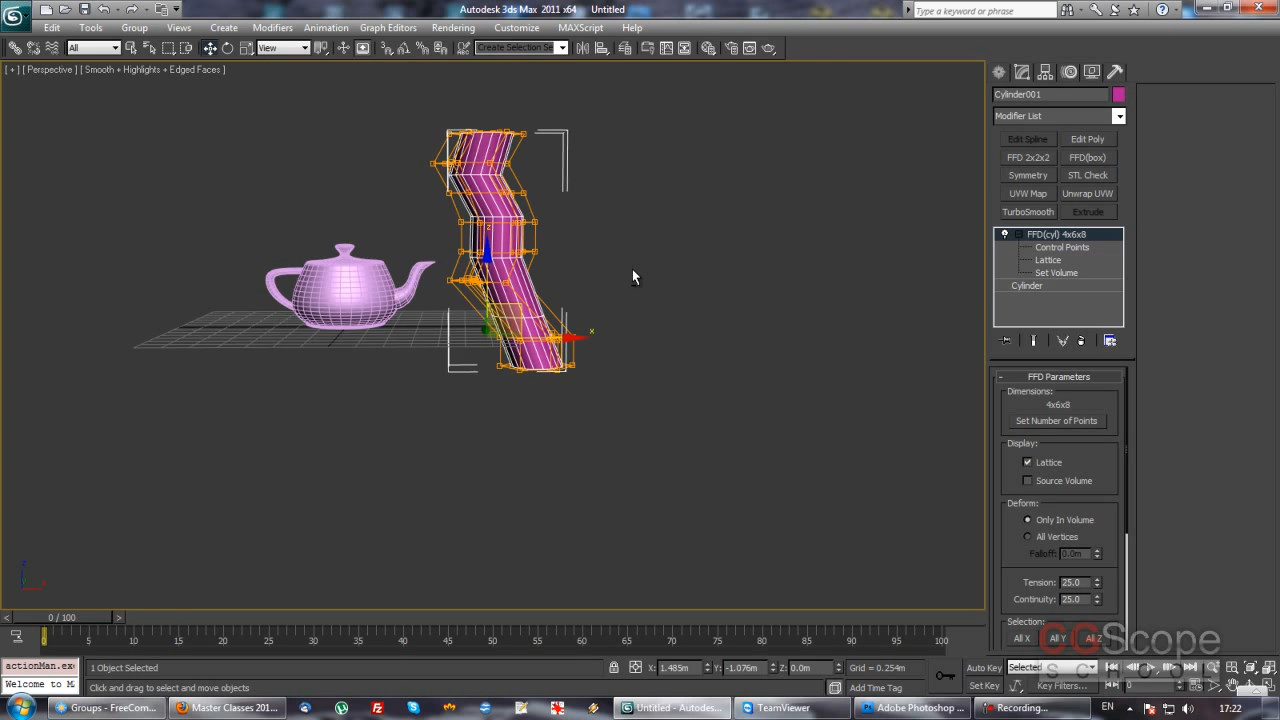 Autodesk 3ds Max 2011 x64    Untitled
Type a keyword or phrase
Edit Tools Group Views Create Modifiers Animation Graph Editors Rendering Customize MAXScript Help
All
View
Create Selection Se
[ + ] [ Perspective ] [ Smooth + Highlights + Edged Faces ]
z
x
Cylinder001
Modifier List
Edit Spline Edit Poly
FFD 2x2x2 FFD(box)
Symmetry STL Check
UVW Map Unwrap UVW
TurboSmooth Extrude
FFD(cyl) 4x6x8
Control Points
Lattice
Set Volume
Cylinder
- FFD Parameters
Dimensions:
4x6x8
Set Number of Points
Display:
Lattice
Source Volume
Deform:
Only In Volume
All Vertices
Falloff: 0.0m
Tension: 25.0
Continuity: 25.0
Selection:
All X All Y All Z
CGScope
SCHOOL
< 0 / 100 >
0 5 10 15 20 25 30 35 40 45 50 55 60 65 70 75 80 85 90 95 100
actionMan.ex
1 Object Selected
X: 1.485m Y: -1.076m Z: 0.0m Grid = 0.254m
Auto Key Selected
Welcome to M
Click and drag to select and move objects
Add Time Tag
Set Key Key Filters... 0
Groups - FreeCom...
Master Classes 201...
Untitled - Autodes...
TeamViewer
Adobe Photoshop ...
Recording...
EN
17:22